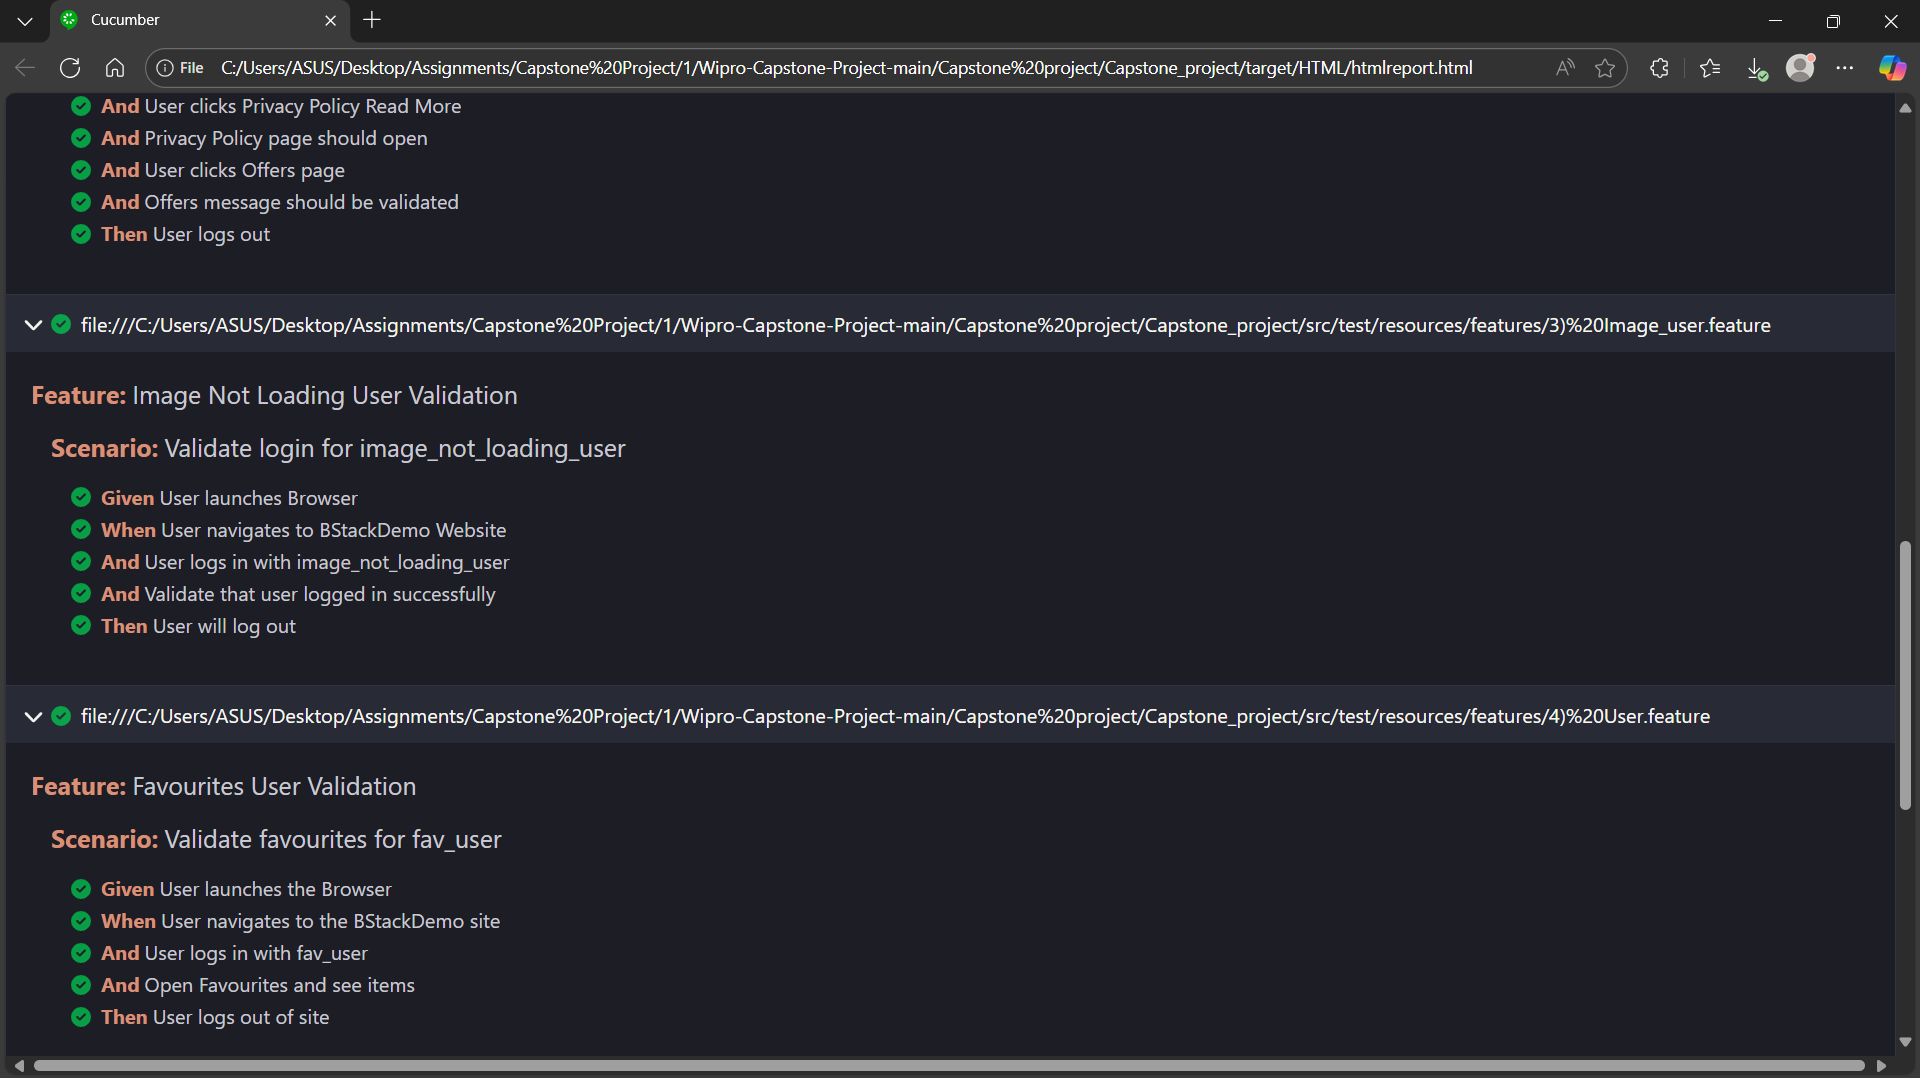 Cucumber
File C:/Users/ASUS/Desktop/Assignments/Capstone%20Project/1/Wipro-Capstone-Project-main/Capstone%20project/Capstone_project/target/HTML/htmlreport.html
And User clicks Privacy Policy Read More
And Privacy Policy page should open
And User clicks Offers page
And Offers message should be validated
Then User logs out
file:///C:/Users/ASUS/Desktop/Assignments/Capstone%20Project/1/Wipro-Capstone-Project-main/Capstone%20project/Capstone_project/src/test/resources/features/3)%20Image_user.feature
Feature: Image Not Loading User Validation
Scenario: Validate login for image_not_loading_user
Given User launches Browser
When User navigates to BStackDemo Website
And User logs in with image_not_loading_user
And Validate that user logged in successfully
Then User will log out
file:///C:/Users/ASUS/Desktop/Assignments/Capstone%20Project/1/Wipro-Capstone-Project-main/Capstone%20project/Capstone_project/src/test/resources/features/4)%20User.feature
Feature: Favourites User Validation
Scenario: Validate favourites for fav_user
Given User launches the Browser
When User navigates to the BStackDemo site
And User logs in with fav_user
And Open Favourites and see items
Then User logs out of site